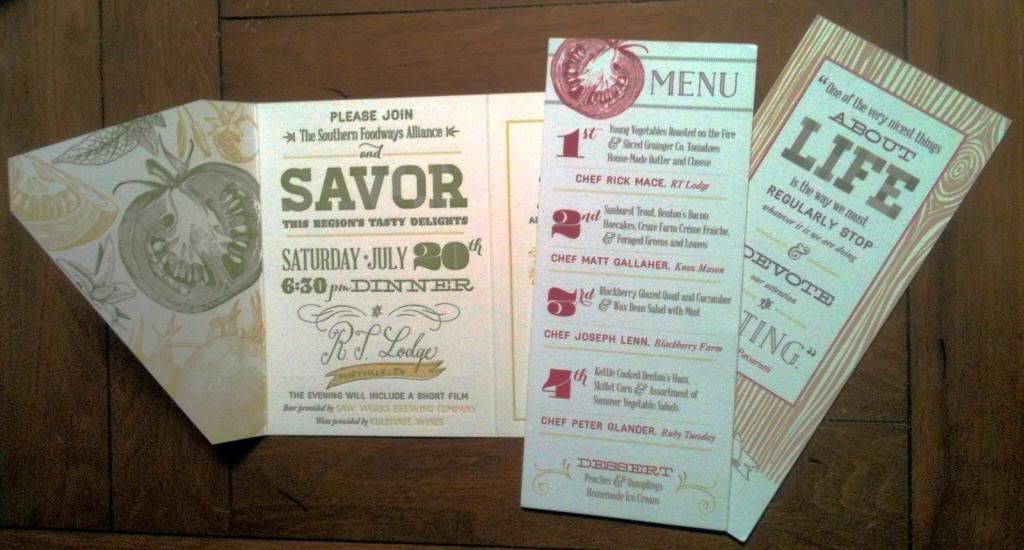 PLEASE JOIN
The Southern Foodways Alliance
and
SAVOR
THIS REGION'S TASTY DELIGHTS
SATURDAY • JULY 20th
6:30 pm DINNER
at
R.T. Lodge
MARYVILLE, TN
THE EVENING WILL INCLUDE A SHORT FILM
Beer provided by SAW WORKS BREWING COMPANY
Wine provided by CULTIVATE WINES
MENU
1st Young Vegetables Roasted on the Fire
& Sliced Grainger Co. Tomatoes
House-Made Butter and Cheese
CHEF RICK MACE, RT Lodge
2nd Sunburst Trout, Benton's Bacon
Hoecakes, Cruze Farm Crème Fraiche,
& Foraged Greens and Leaves
CHEF MATT GALLAHER, Knox Mason
3rd Blackberry Glazed Quail and Cucumber
& Wax Bean Salad with Mint
CHEF JOSEPH LENN, Blackberry Farm
4th Kettle Cooked Benton's Ham,
Skillet Corn & Assortment of
Summer Vegetable Salads
CHEF PETER GLANDER, Ruby Tuesday
DESSERT
Peaches & Dumplings
Homemade Ice Cream
"One of the very nicest things
ABOUT
LIFE
is the way we must
REGULARLY STOP
whatever it is we are doing
&
DEVOTE
our attention
TING."
Pavarotti